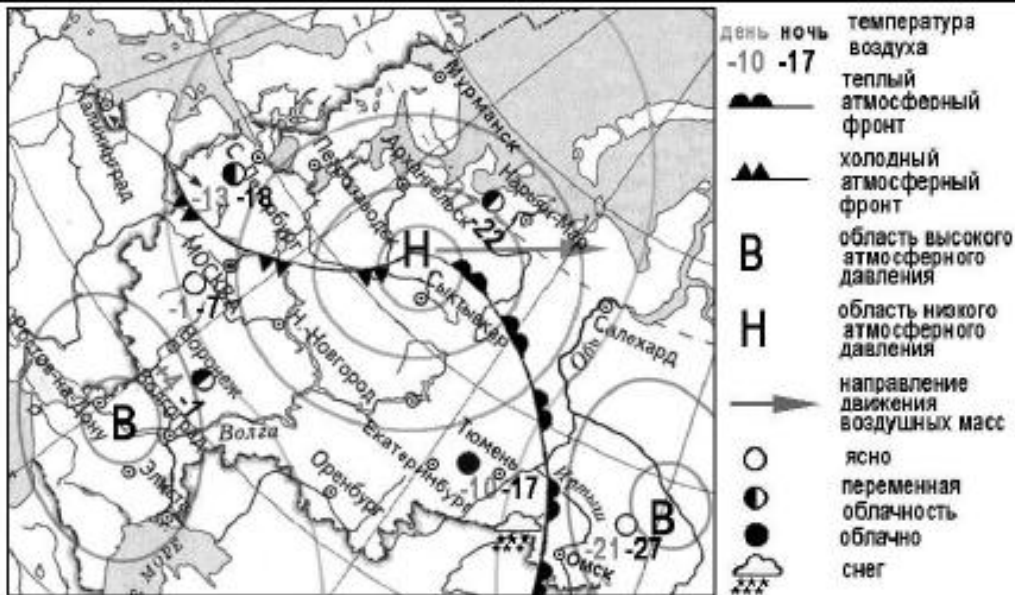 Мурманск
Калининград
С.-Петербург
Петрозаводск
Архангельск
Нарьян-Мар
-13 -18
-22
Н
Москва
-1 -7
Сыктывкар
Н. Новгород
Салехард
Обь
Воронеж
+4 -1
Ростов-на-Дону
Волгоград
В
Волга
Элиста
МОРЕ
Оренбург
Екатеринбург
Тюмень
-10 -17
Иртыш
-21 -27
В
Омск
день ночь
-10 -17
температура
воздуха
теплый
атмосферный
фронт
холодный
атмосферный
фронт
В
область высокого
атмосферного
давления
Н
область низкого
атмосферного
давления
направление
движения
воздушных масс
ясно
переменная
облачность
облачно
снег